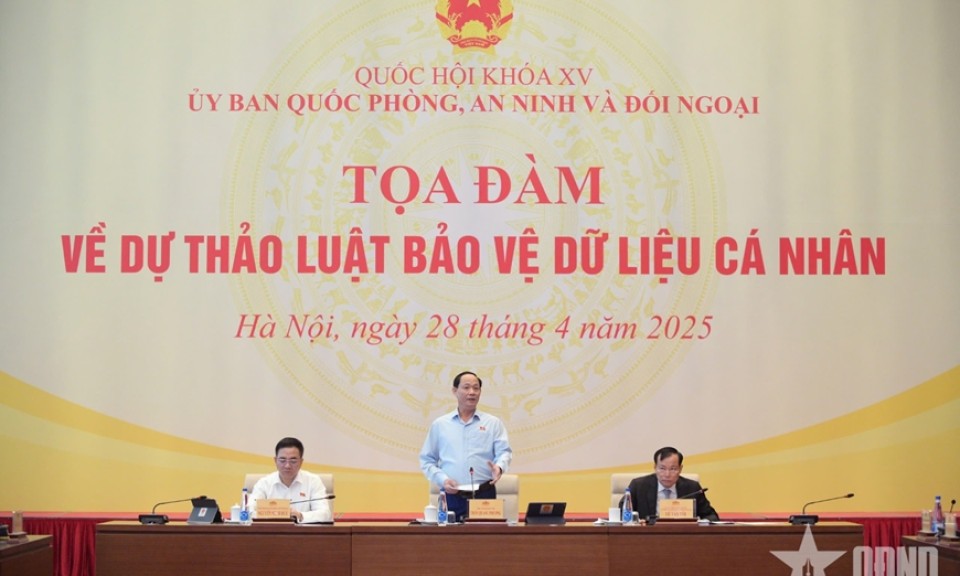 QUỐC HỘI KHÓA XV
ỦY BAN QUỐC PHÒNG, AN NINH VÀ ĐỐI NGOẠI
TỌA ĐÀM
VỀ DỰ THẢO LUẬT BẢO VỆ DỮ LIỆU CÁ NHÂN
Hà Nội, ngày 28 tháng 4 năm 2025
QĐND